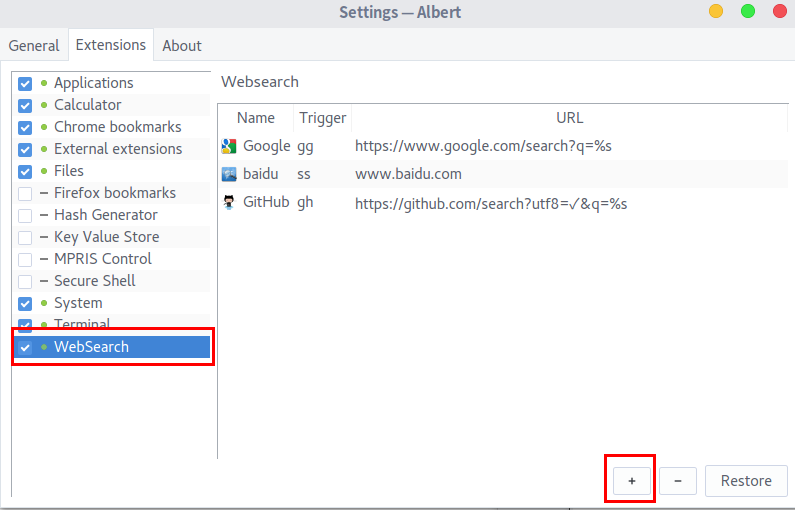 Settings — Albert
General Extensions About
Applications
Calculator
Chrome bookmarks
External extensions
Files
Firefox bookmarks
Hash Generator
Key Value Store
MPRIS Control
Secure Shell
System
Terminal
WebSearch
Websearch
Name Trigger URL
Google gg https://www.google.com/search?q=%s
baidu ss www.baidu.com
GitHub gh https://github.com/search?utf8=✓&q=%s
+ − Restore